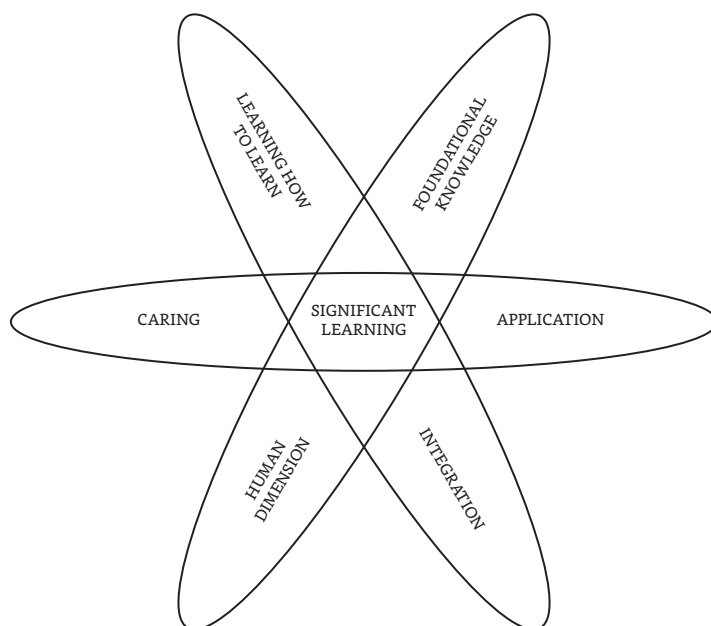 LEARNING HOW
TO LEARN
FOUNDATIONAL
KNOWLEDGE
CARING
SIGNIFICANT
LEARNING
APPLICATION
HUMAN
DIMENSION
INTEGRATION